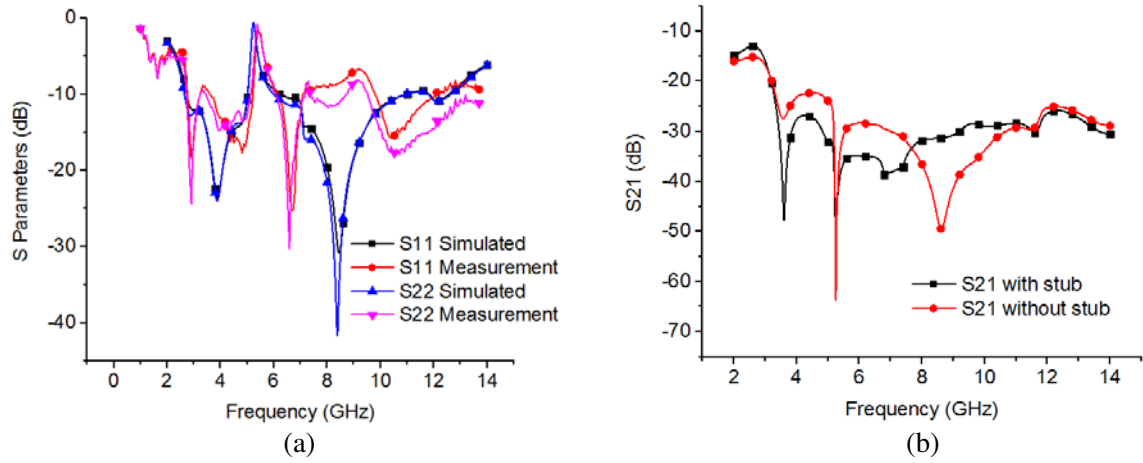 0
-10
-20
-30
-40
S Parameters (dB)
S11 Simulated
S11 Measurement
S22 Simulated
S22 Measurement
0 2 4 6 8 10 12 14
Frequency (GHz)
(a)
-10
-20
-30
-40
-50
-60
-70
S21 (dB)
S21 with stub
S21 without stub
2 4 6 8 10 12 14
Frequency (GHz)
(b)